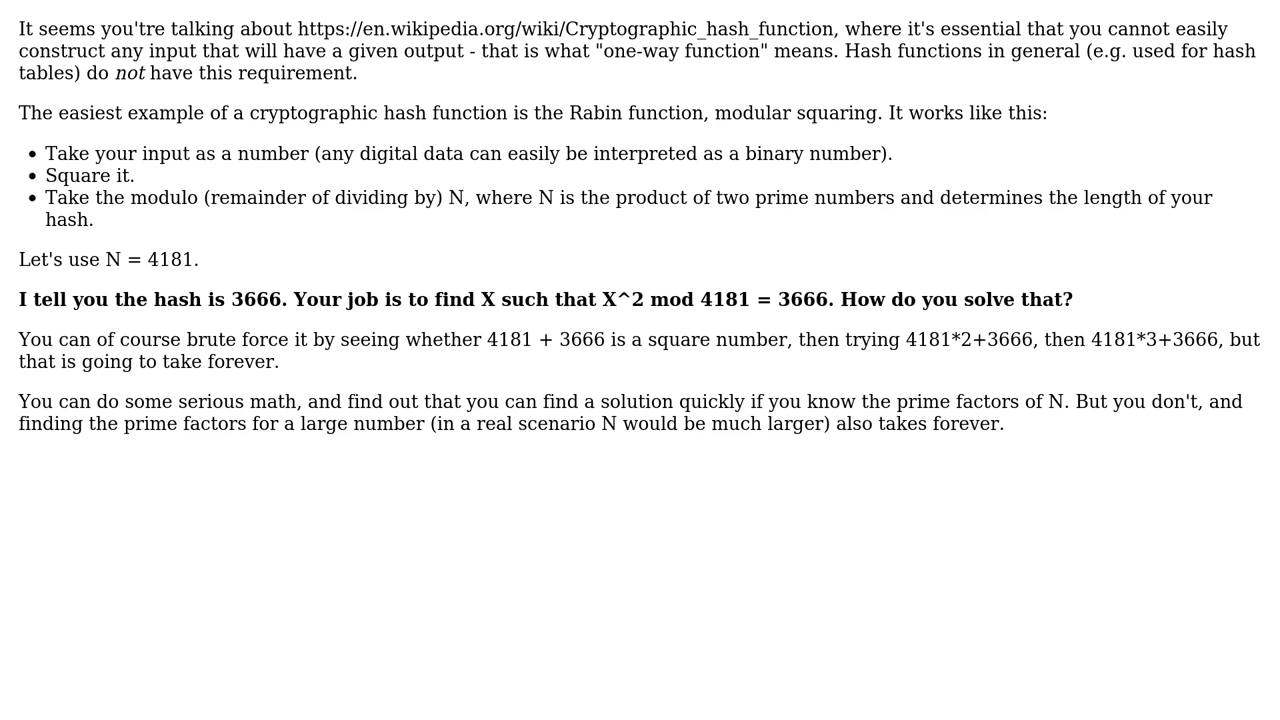 It seems you'tre talking about https://en.wikipedia.org/wiki/Cryptographic_hash_function, where it's essential that you cannot easily
construct any input that will have a given output - that is what "one-way function" means. Hash functions in general (e.g. used for hash
tables) do not have this requirement.
The easiest example of a cryptographic hash function is the Rabin function, modular squaring. It works like this:
• Take your input as a number (any digital data can easily be interpreted as a binary number).
• Square it.
• Take the modulo (remainder of dividing by) N, where N is the product of two prime numbers and determines the length of your
hash.
Let's use N = 4181.
I tell you the hash is 3666. Your job is to find X such that X^2 mod 4181 = 3666. How do you solve that?
You can of course brute force it by seeing whether 4181 + 3666 is a square number, then trying 4181*2+3666, then 4181*3+3666, but
that is going to take forever.
You can do some serious math, and find out that you can find a solution quickly if you know the prime factors of N. But you don't, and
finding the prime factors for a large number (in a real scenario N would be much larger) also takes forever.